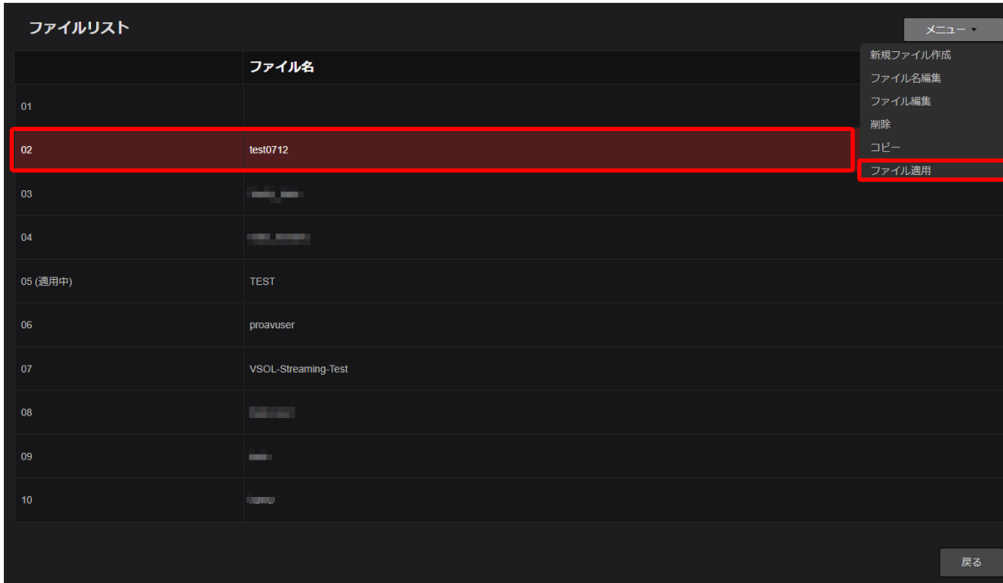 ファイルリスト
メニュー
新規ファイル作成
ファイル名編集
ファイル編集
削除
コピー
ファイル適用
ファイル名
01
02 test0712
03
04
05 (適用中) TEST
06 proavuser
07 VSOL-Streaming-Test
08
09
10
戻る